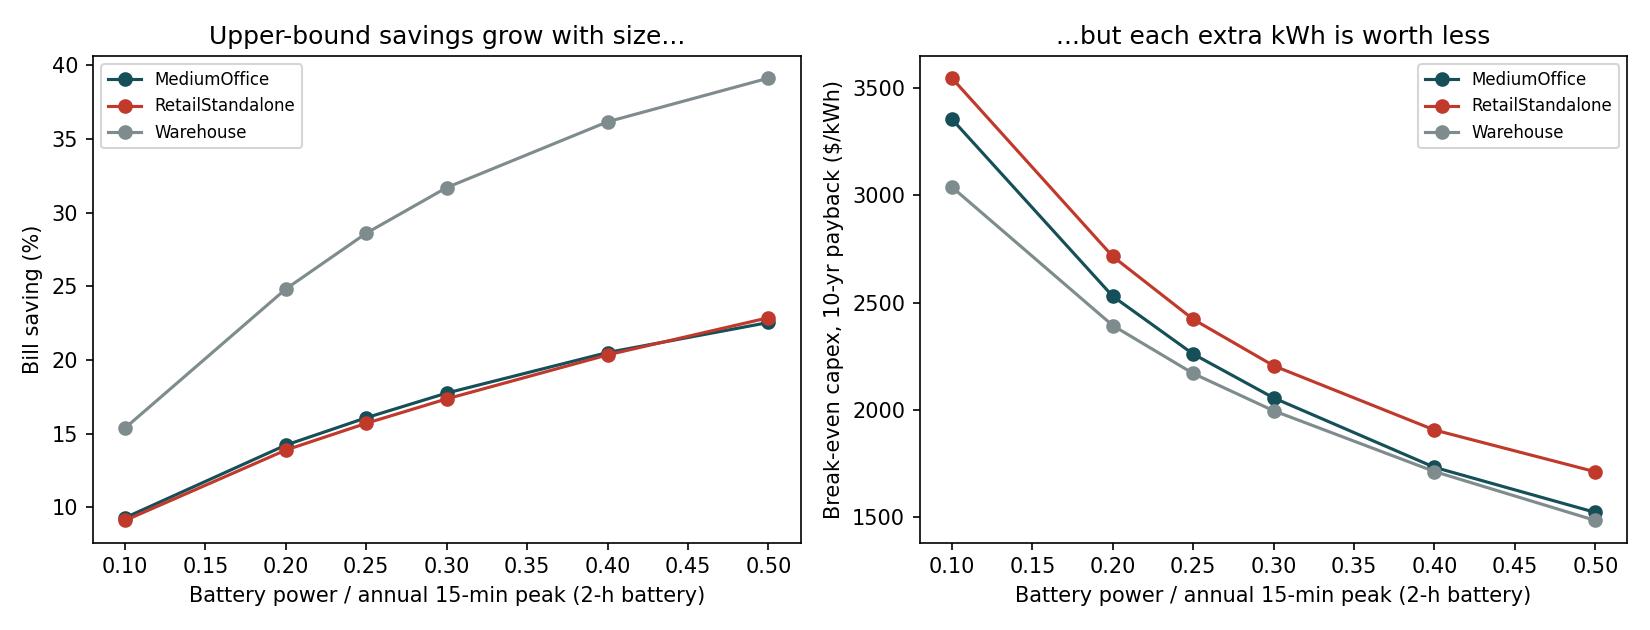 Upper-bound savings grow with size...
40
35
30
25
20
15
10
Bill saving (%)
MediumOffice
RetailStandalone
Warehouse
0.10 0.15 0.20 0.25 0.30 0.35 0.40 0.45 0.50
Battery power / annual 15-min peak (2-h battery)
...but each extra kWh is worth less
3500
3000
2500
2000
1500
Break-even capex, 10-yr payback ($/kWh)
MediumOffice
RetailStandalone
Warehouse
0.10 0.15 0.20 0.25 0.30 0.35 0.40 0.45 0.50
Battery power / annual 15-min peak (2-h battery)